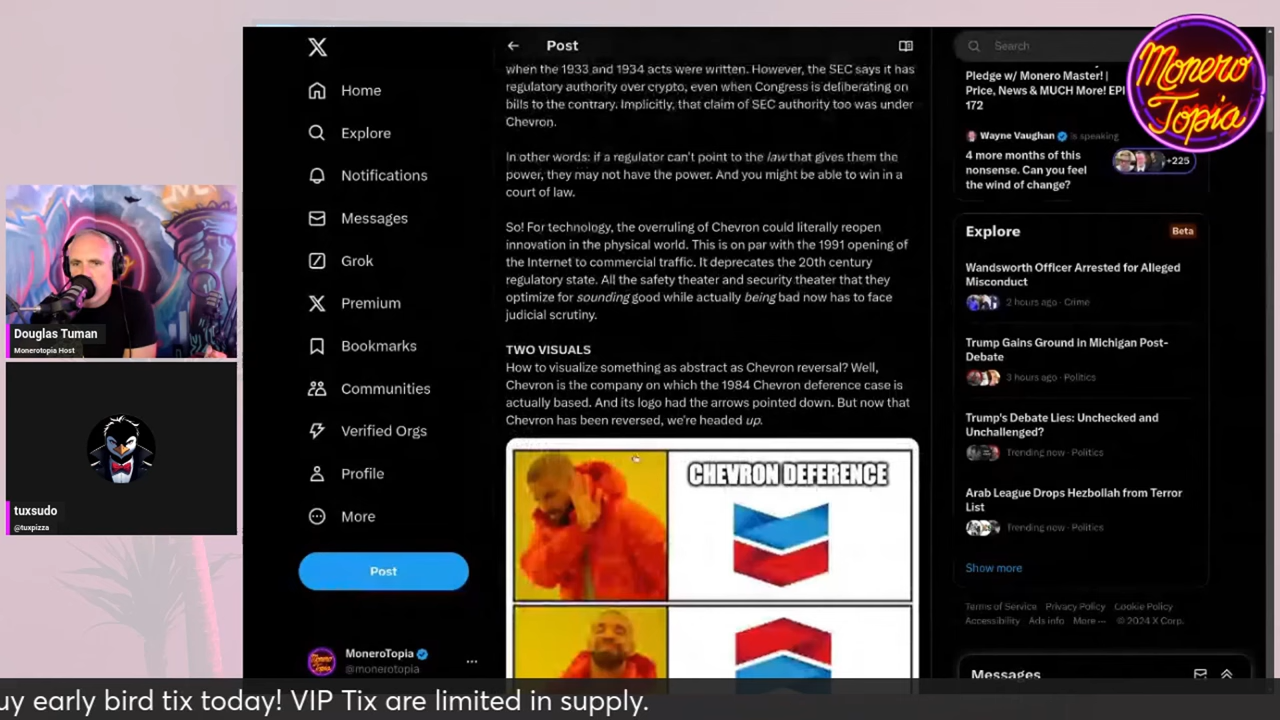 Monero
Topia
Douglas Tuman
Monerotopia Host
tuxsudo
@tuxpizza
Home
Explore
Notifications
Messages
Grok
Premium
Bookmarks
Communities
Verified Orgs
Profile
More
Post
MoneroTopia
@monerotopia
Post
when the 1933 and 1934 acts were written. However, the SEC says it has
regulatory authority over crypto, even when Congress is deliberating on
bills to the contrary. Implicitly, that claim of SEC authority too was under
Chevron.
In other words: if a regulator can't point to the law that gives them the
power, they may not have the power. And you might be able to win in a
court of law.
So! For technology, the overruling of Chevron could literally reopen
innovation in the physical world. This is on par with the 1991 opening of
the Internet to commercial traffic. It deprecates the 20th century
regulatory state. All the safety theater and security theater that they
optimize for sounding good while actually being bad now has to face
judicial scrutiny.
TWO VISUALS
How to visualize something as abstract as Chevron reversal? Well,
Chevron is the company on which the 1984 Chevron deference case is
actually based. And its logo had the arrows pointed down. But now that
Chevron has been reversed, we're headed up.
CHEVRON DEFERENCE
Search
Pledge w/ Monero Master! |
Price, News & MUCH More! EPI
172
Wayne Vaughan is speaking
4 more months of this
nonsense. Can you feel
the wind of change?
+225
Explore
Beta
Wandsworth Officer Arrested for Alleged
Misconduct
2 hours ago · Crime
Trump Gains Ground in Michigan Post-
Debate
3 hours ago · Politics
Trump's Debate Lies: Unchecked and
Unchallenged?
Trending now · Politics
Arab League Drops Hezbollah from Terror
List
Trending now · Politics
Show more
Terms of Service Privacy Policy Cookie Policy
Accessibility Ads info More ··· © 2024 X Corp.
Messages
uy early bird tix today! VIP Tix are limited in supply.